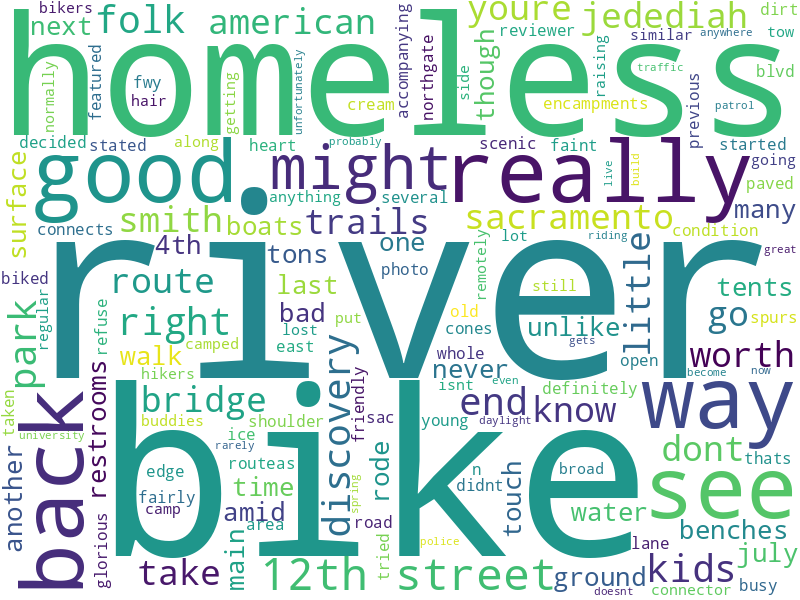 bikers
next
folk
american
youre
jedediah
dirt
reviewer
similar
anywhere
tow
homeless
normally
featured
fwy
hair
getting
unfortunately
cream
accompanying
northgate
side
though
raising
encampments
traffic
previous
blvd
patrol
decided
stated
along
heart
probably
scenic
faint
started
going
surface
good
might
really
live
build
paved
connects
anything
several
many
smith
boats
trails
sacramento
condition
4th
tons
one
lot
riding
great
biked
river
route
last
photo
remotely
still
little
tents
park
regular
refuse
right
bad
put
old
unlike
go
spurs
lost
cones
gets
walk
camped
east
whole
never
open
worth
hikers
discovery
friendly
isnt
even
become
now
taken
back
restrooms
bridge
end
know
definitely
way
buddies
shoulder
sac
young
daylight
dont
thats
university
ice
rarely
another
edge
routeas
rode
n
didnt
broad
see
bike
time
touch
fairly
camp
amid
area
spring
road
water
benches
glorious
main
tried
police
lane
july
take
12th
street
ground
kids
connector
busy
doesnt